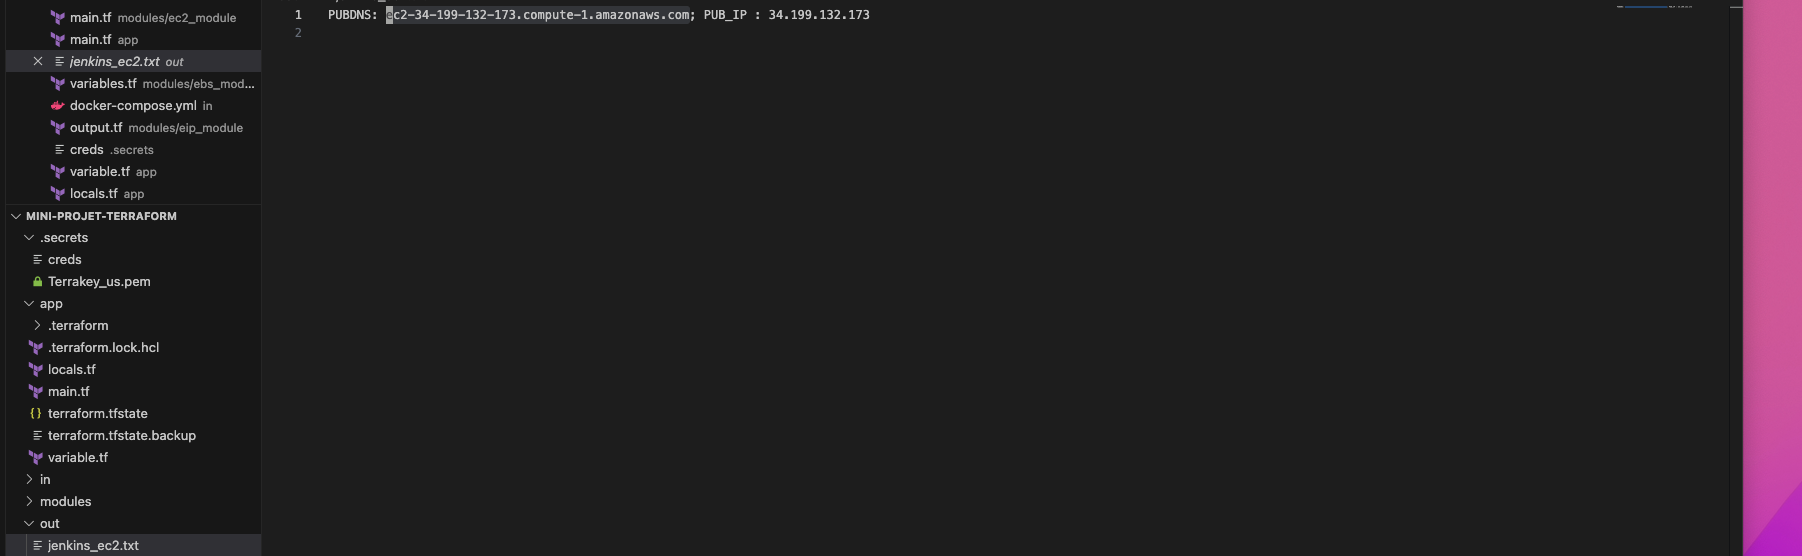 main.tf modules/ec2_module
main.tf app
jenkins_ec2.txt out
variables.tf modules/ebs_mod...
docker-compose.yml in
output.tf modules/eip_module
creds .secrets
variable.tf app
locals.tf app
MINI-PROJET-TERRAFORM
.secrets
creds
Terrakey_us.pem
app
.terraform
.terraform.lock.hcl
locals.tf
main.tf
terraform.tfstate
terraform.tfstate.backup
variable.tf
in
modules
out
jenkins_ec2.txt
1 PUBDNS: ec2-34-199-132-173.compute-1.amazonaws.com; PUB_IP : 34.199.132.173
2